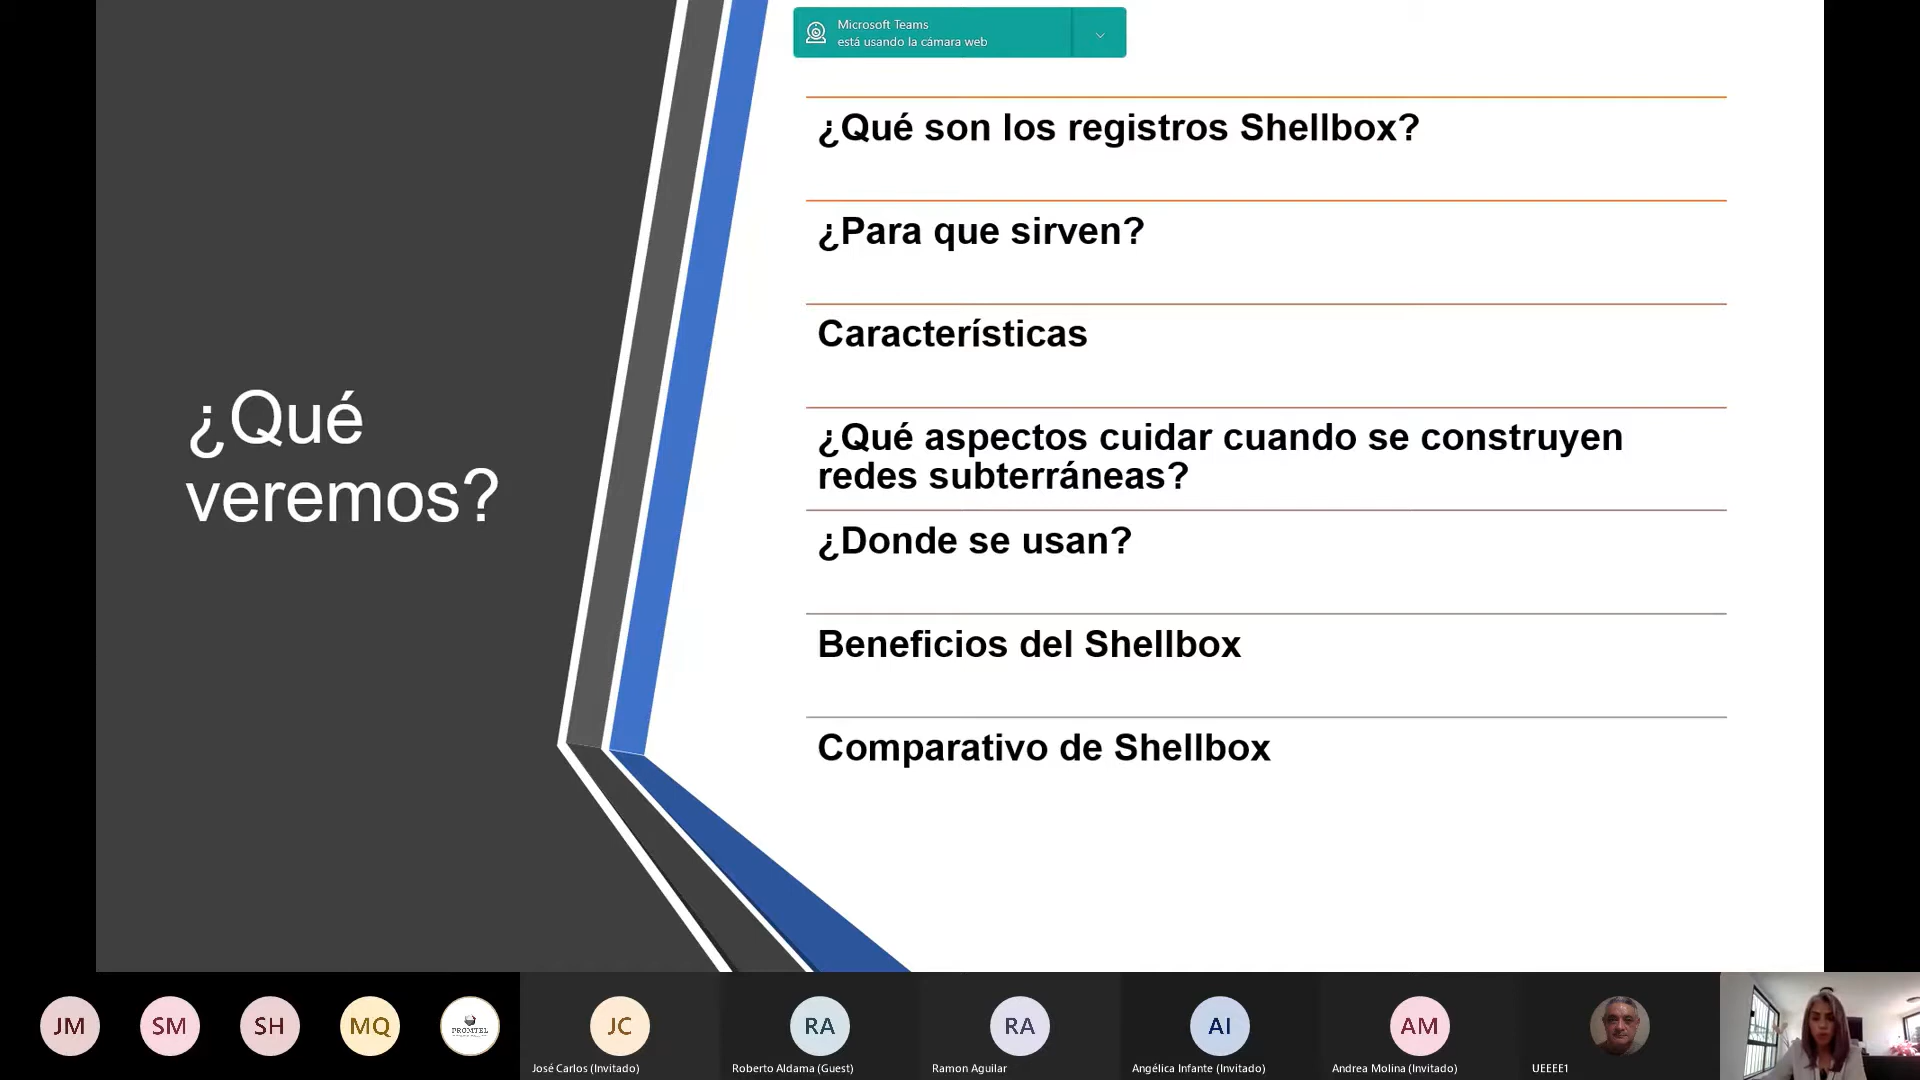 Microsoft Teams
está usando la cámara web
¿Qué
veremos?
¿Qué son los registros Shellbox?
¿Para que sirven?
Características
¿Qué aspectos cuidar cuando se construyen
redes subterráneas?
¿Donde se usan?
Beneficios del Shellbox
Comparativo de Shellbox
JM
SM
SH
MQ
PROMTEL
JC
José Carlos (Invitado)
RA
Roberto Aldama (Guest)
RA
Ramon Aguilar
AI
Angélica Infante (Invitado)
AM
Andrea Molina (Invitado)
UEEEE1